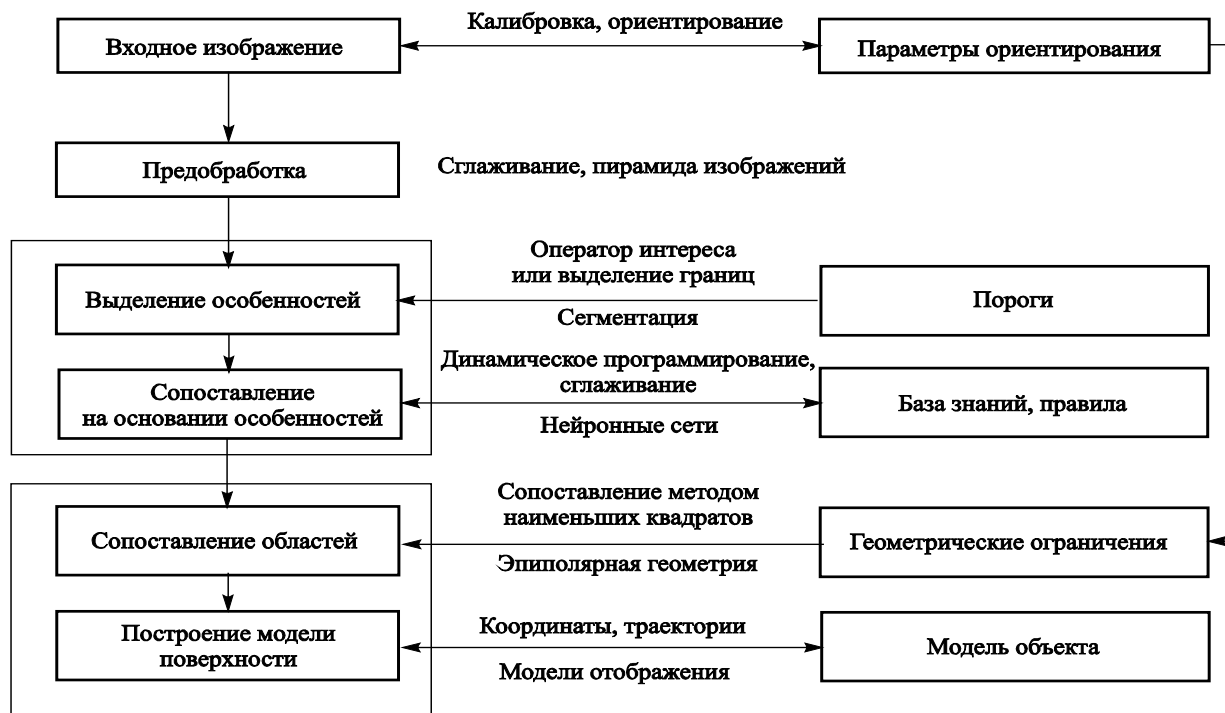 Калибровка, ориентирование
Входное изображение
Параметры ориентирования
Предобработка
Сглаживание, пирамида изображений
Оператор интереса
или выделение границ
Выделение особенностей
Пороги
Сегментация
Динамическое программирование,
сглаживание
Сопоставление
на основании особенностей
База знаний, правила
Нейронные сети
Сопоставление методом
наименьших квадратов
Сопоставление областей
Геометрические ограничения
Эпиполярная геометрия
Координаты, траектории
Построение модели
поверхности
Модель объекта
Модели отображения